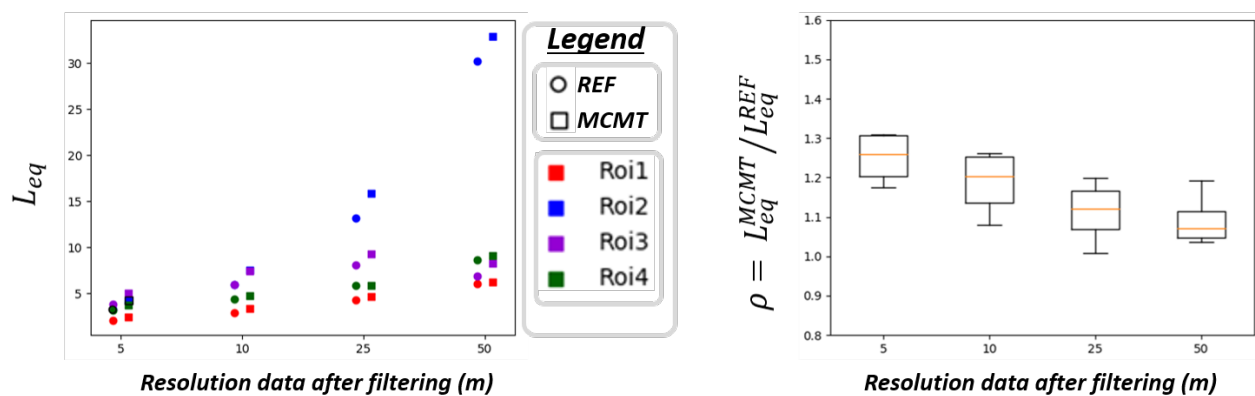 30
25
20
15
10
5
L_eq
5 10 25 50
Resolution data after filtering (m)
Legend
REF
MCMT
Roi1
Roi2
Roi3
Roi4
1.6
1.5
1.4
1.3
1.2
1.1
1.0
0.9
0.8
ρ = L_eq^MCMT / L_eq^REF
5 10 25 50
Resolution data after filtering (m)